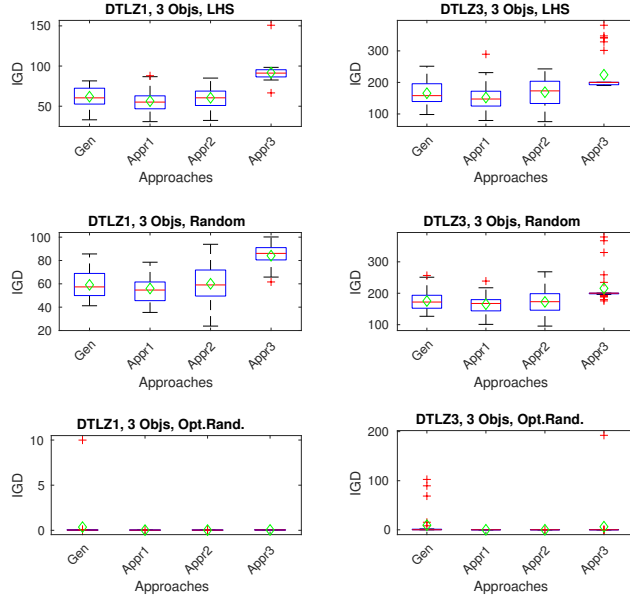 DTLZ1, 3 Objs, LHS
IGD
150
100
50
Gen
Appr1
Appr2
Appr3
Approaches
DTLZ3, 3 Objs, LHS
IGD
300
200
100
Gen
Appr1
Appr2
Appr3
Approaches
DTLZ1, 3 Objs, Random
IGD
100
80
60
40
20
Gen
Appr1
Appr2
Appr3
Approaches
DTLZ3, 3 Objs, Random
IGD
300
200
100
Gen
Appr1
Appr2
Appr3
Approaches
DTLZ1, 3 Objs, Opt.Rand.
IGD
10
5
0
Gen
Appr1
Appr2
Appr3
Approaches
DTLZ3, 3 Objs, Opt.Rand.
IGD
200
100
0
Gen
Appr1
Appr2
Appr3
Approaches